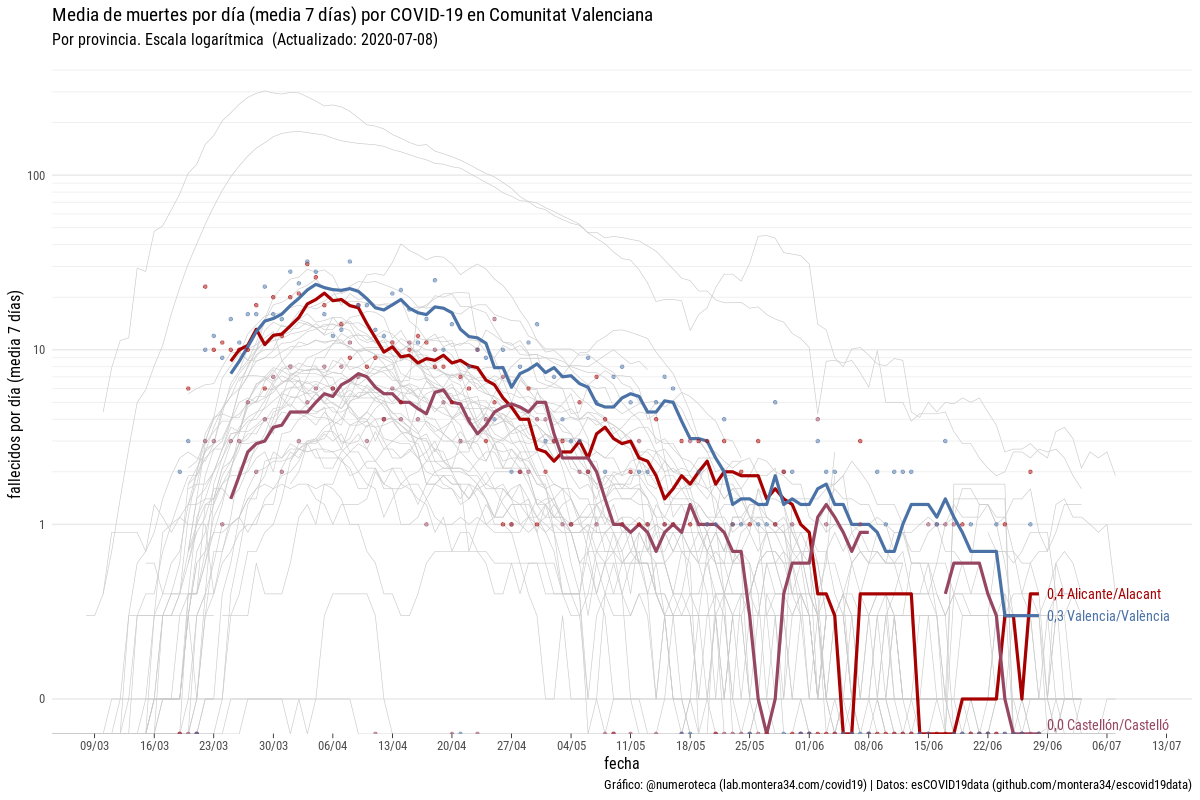 Media de muertes por día (media 7 días) por COVID-19 en Comunitat Valenciana
Por provincia. Escala logarítmica  (Actualizado: 2020-07-08)
fallecidos por día (media  7 días)
100
10
1
0
0,4 Alicante/Alacant
0,3 Valencia/València
0,0 Castellón/Castelló
09/03 16/03 23/03 30/03 06/04 13/04 20/04 27/04 04/05 11/05 18/05 25/05 01/06 08/06 15/06 22/06 29/06 06/07 13/07
fecha
Gráfico: @numeroteca (lab.montera34.com/covid19) | Datos: esCOVID19data (github.com/montera34/escovid19data)